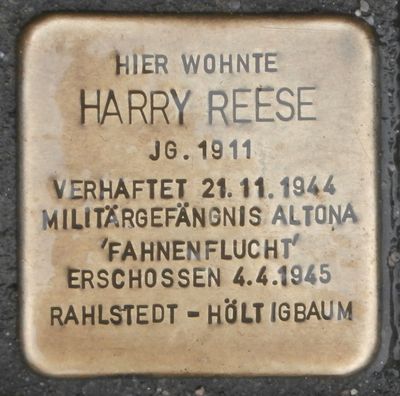 HIER WOHNTE
HARRY REESE
JG. 1911
VERHAFTET 21.11.1944
MILITÄRGEFÄNGNIS ALTONA
'FAHNENFLUCHT'
ERSCHOSSEN 4.4.1945
RAHLSTEDT - HÖLTIGBAUM